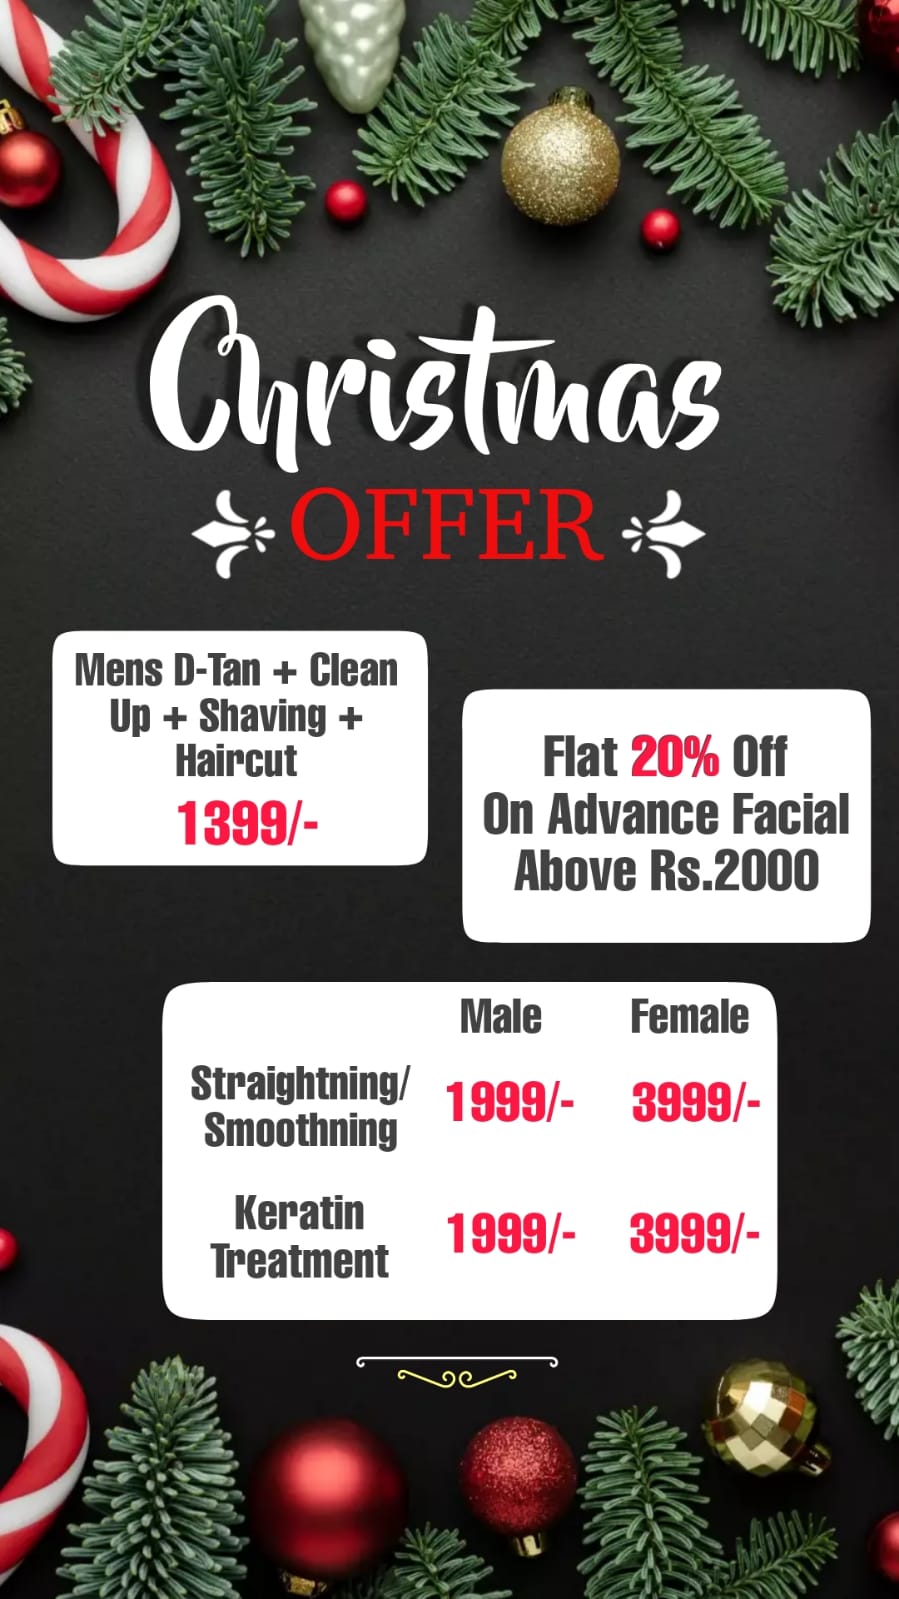 Christmas
OFFER
Mens D-Tan + Clean
Up + Shaving +
Haircut
1399/-
Flat 20% Off
On Advance Facial
Above Rs.2000
Male Female
Straightning/
Smoothning
1999/- 3999/-
Keratin
Treatment
1999/- 3999/-